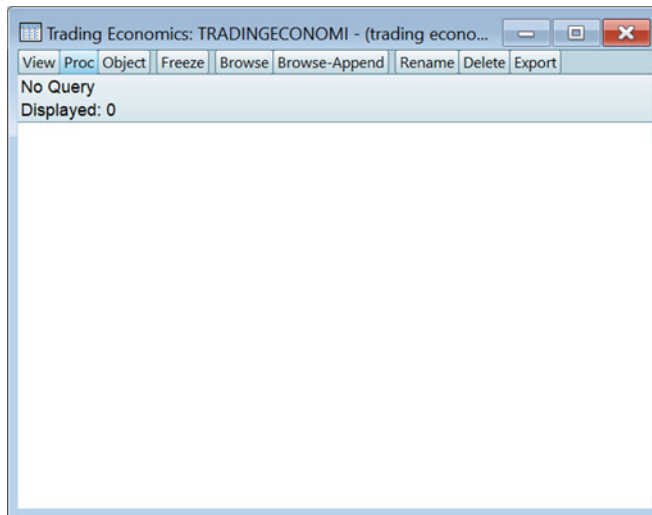 Trading Economics: TRADINGECONOMI - (trading econo...
View Proc Object Freeze Browse Browse-Append Rename Delete Export
No Query
Displayed: 0